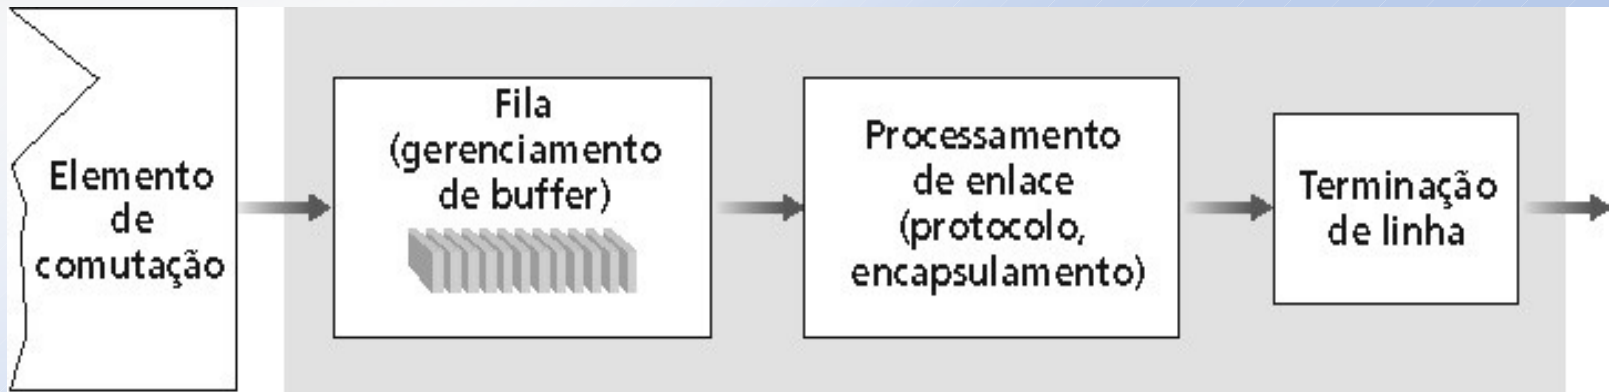 Elemento
de
comutação
Fila
(gerenciamento
de buffer)
Processamento
de enlace
(protocolo,
encapsulamento)
Terminação
de linha